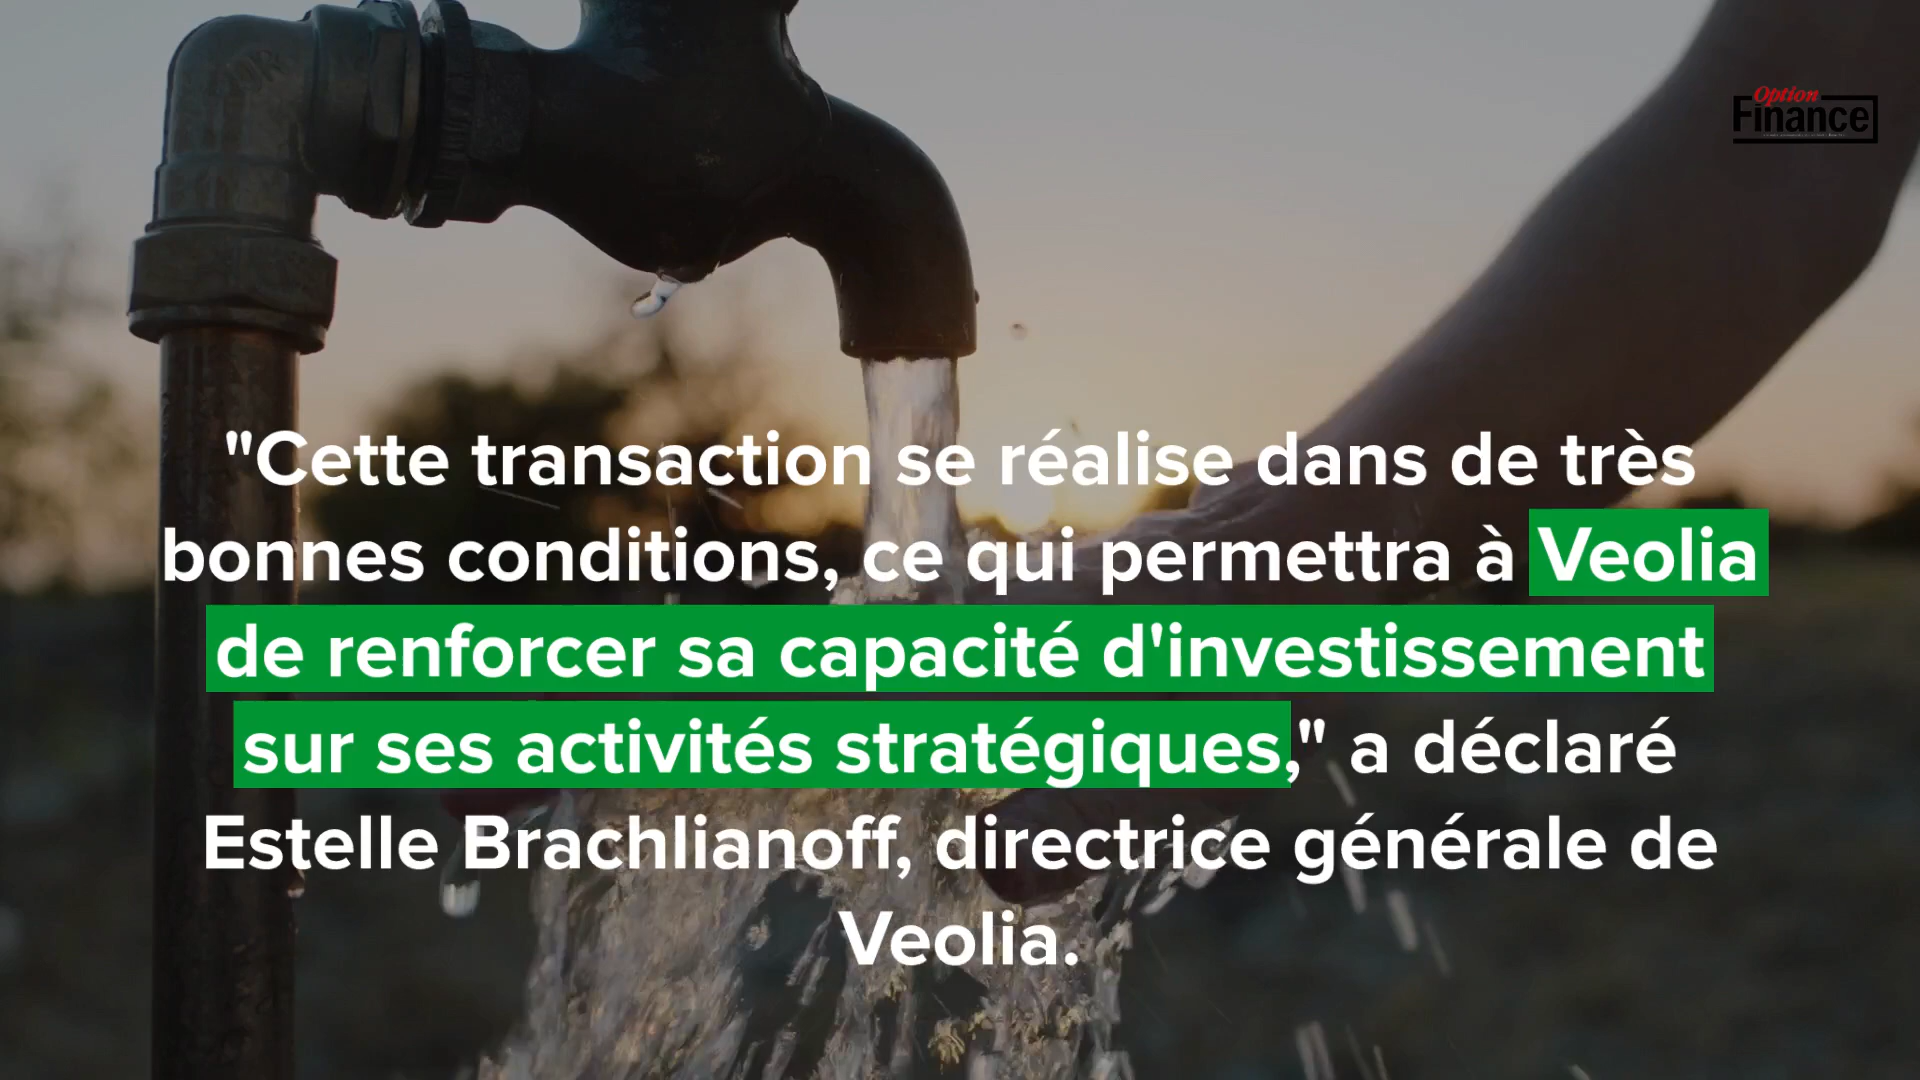 Option
Finance
"Cette transaction se réalise dans de très
bonnes conditions, ce qui permettra à Veolia
de renforcer sa capacité d'investissement
sur ses activités stratégiques," a déclaré
Estelle Brachlianoff, directrice générale de
Veolia.